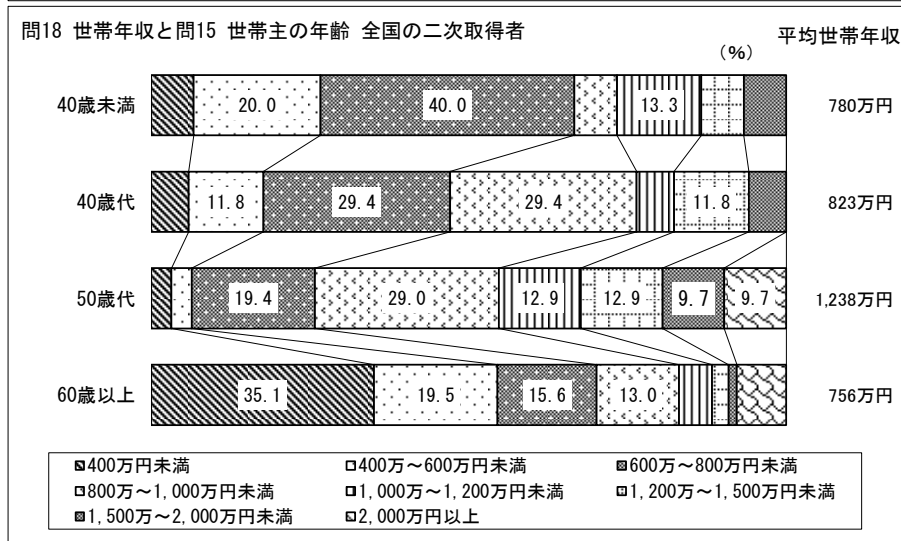 問18 世帯年収と問15 世帯主の年齢 全国の二次取得者
(%)
平均世帯年収
40歳未満 20.0 40.0 13.3 780万円
40歳代 11.8 29.4 29.4 11.8 823万円
50歳代 19.4 29.0 12.9 12.9 9.7 9.7 1,238万円
60歳以上 35.1 19.5 15.6 13.0 756万円
400万円未満 400万～600万円未満 600万～800万円未満
800万～1,000万円未満 1,000万～1,200万円未満 1,200万～1,500万円未満
1,500万～2,000万円未満 2,000万円以上